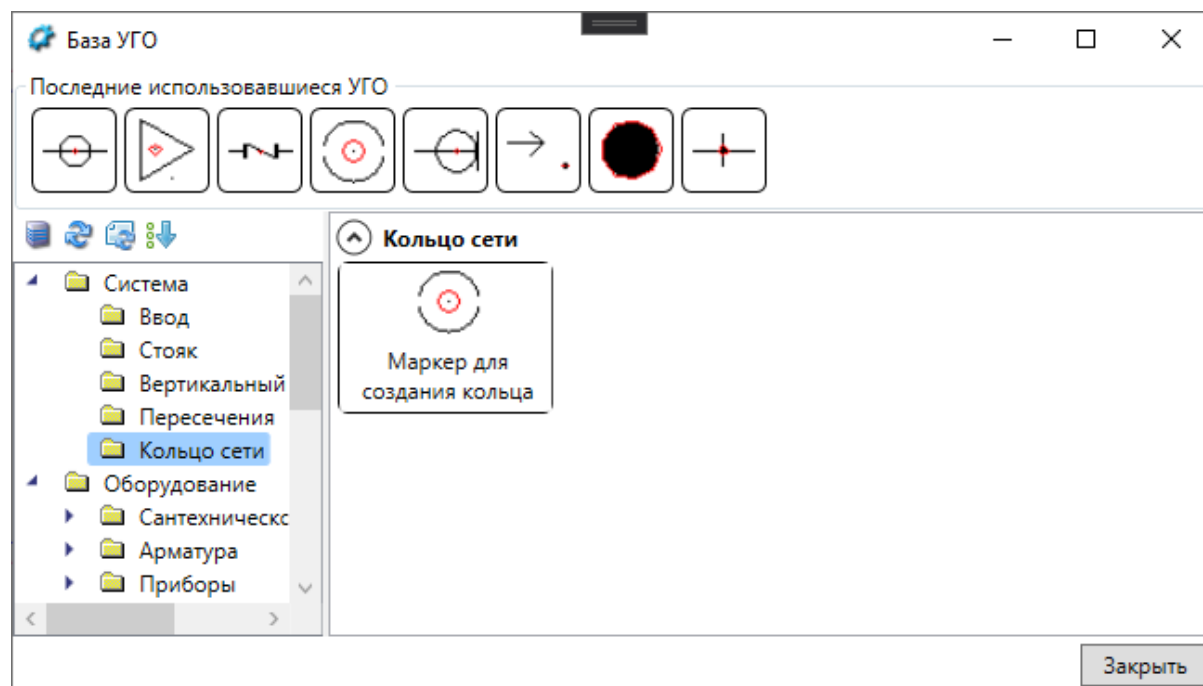 База УГО
Последние использовавшиеся УГО
Кольцо сети
Маркер для
создания кольца
Система
Ввод
Стояк
Вертикальный
Пересечения
Кольцо сети
Оборудование
Сантехническо
Арматура
Приборы
Закрыть